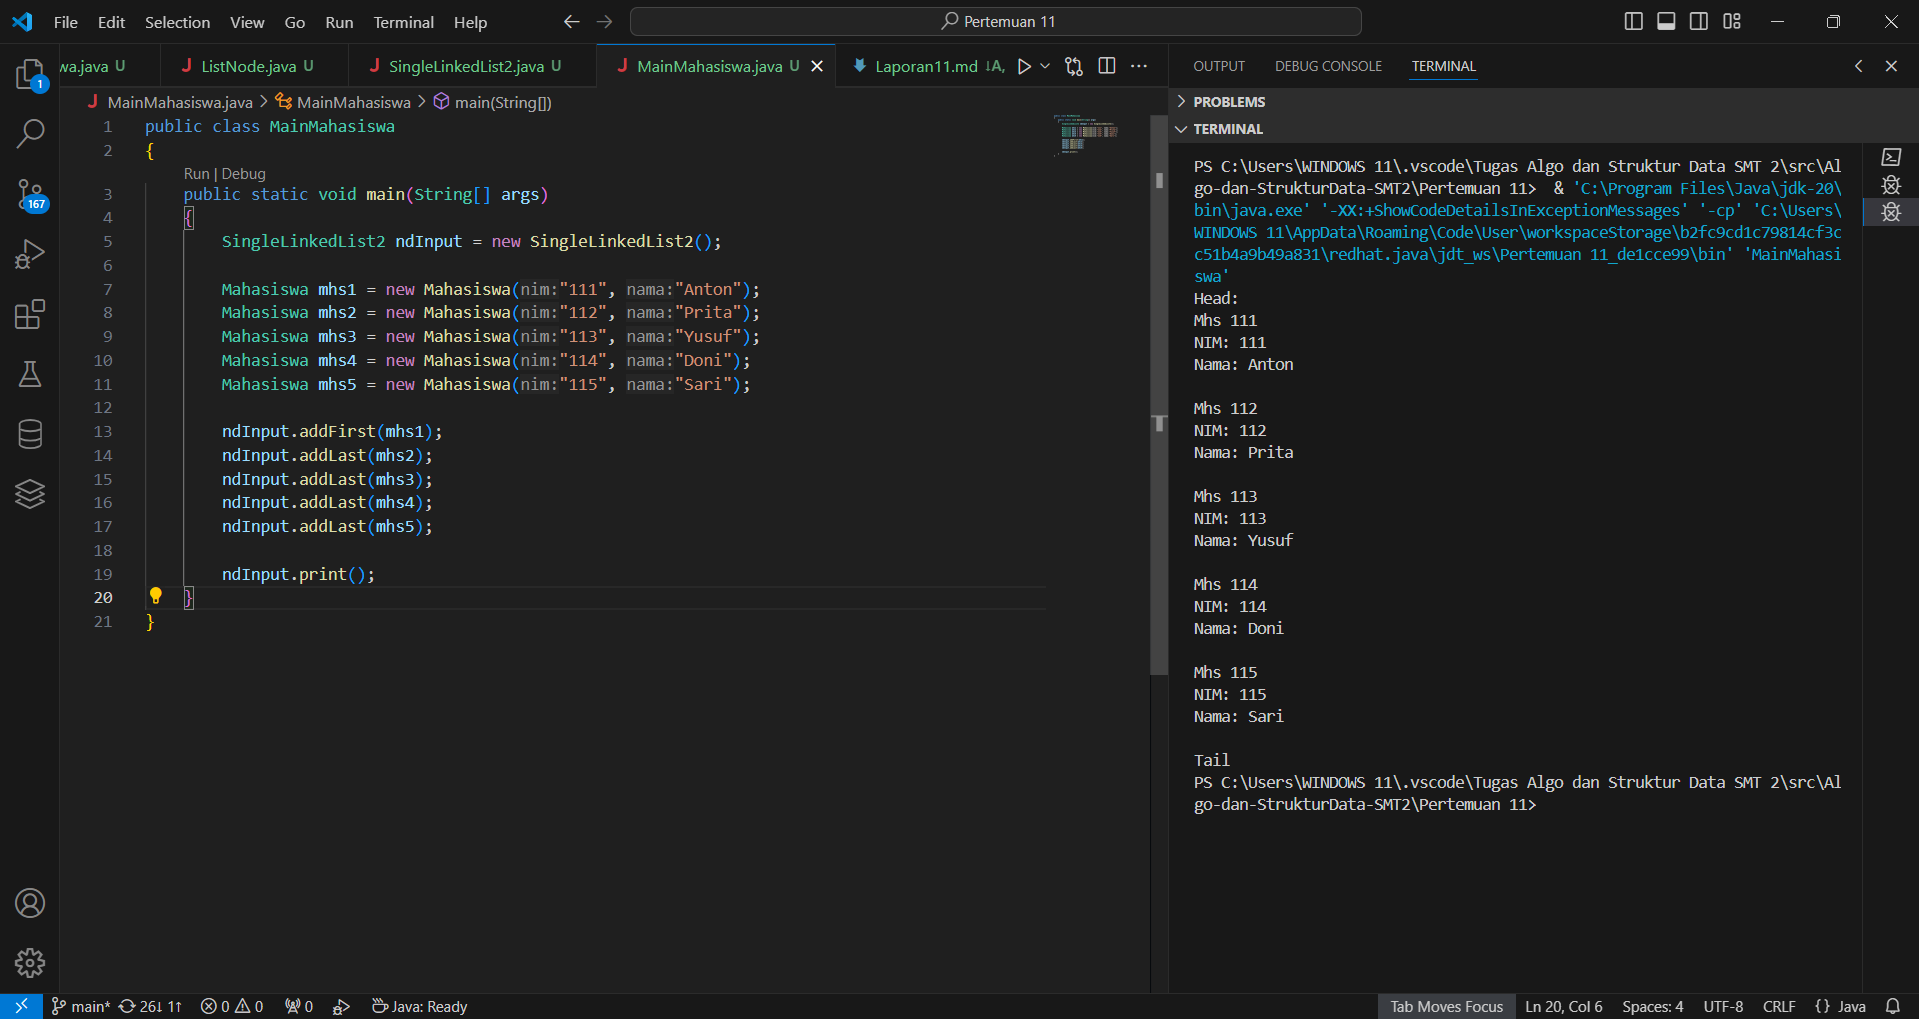 File Edit Selection View Go Run Terminal Help
Pertemuan 11
wa.java U
J ListNode.java U
J SingleLinkedList2.java U
J MainMahasiswa.java U
Laporan11.md ↓A,
J MainMahasiswa.java > MainMahasiswa > main(String[])
1 public class MainMahasiswa
2 {
Run | Debug
3 public static void main(String[] args)
4 {
5 SingleLinkedList2 ndInput = new SingleLinkedList2();
6
7 Mahasiswa mhs1 = new Mahasiswa(nim:"111", nama:"Anton");
8 Mahasiswa mhs2 = new Mahasiswa(nim:"112", nama:"Prita");
9 Mahasiswa mhs3 = new Mahasiswa(nim:"113", nama:"Yusuf");
10 Mahasiswa mhs4 = new Mahasiswa(nim:"114", nama:"Doni");
11 Mahasiswa mhs5 = new Mahasiswa(nim:"115", nama:"Sari");
12
13 ndInput.addFirst(mhs1);
14 ndInput.addLast(mhs2);
15 ndInput.addLast(mhs3);
16 ndInput.addLast(mhs4);
17 ndInput.addLast(mhs5);
18
19 ndInput.print();
20 }
21 }
1
167
OUTPUT DEBUG CONSOLE TERMINAL
PROBLEMS
TERMINAL
PS C:\Users\WINDOWS 11\.vscode\Tugas Algo dan Struktur Data SMT 2\src\Al
go-dan-StrukturData-SMT2\Pertemuan 11> & 'C:\Program Files\Java\jdk-20\
bin\java.exe' '-XX:+ShowCodeDetailsInExceptionMessages' '-cp' 'C:\Users\
WINDOWS 11\AppData\Roaming\Code\User\workspaceStorage\b2fc9cd1c79814cf3c
c51b4a9b49a831\redhat.java\jdt_ws\Pertemuan 11_de1cce99\bin' 'MainMahasi
swa'
Head:
Mhs 111
NIM: 111
Nama: Anton
Mhs 112
NIM: 112
Nama: Prita
Mhs 113
NIM: 113
Nama: Yusuf
Mhs 114
NIM: 114
Nama: Doni
Mhs 115
NIM: 115
Nama: Sari
Tail
PS C:\Users\WINDOWS 11\.vscode\Tugas Algo dan Struktur Data SMT 2\src\Al
go-dan-StrukturData-SMT2\Pertemuan 11>
main* 26↓ 1↑ 0 0 0 Java: Ready
Tab Moves Focus Ln 20, Col 6 Spaces: 4 UTF-8 CRLF {} Java